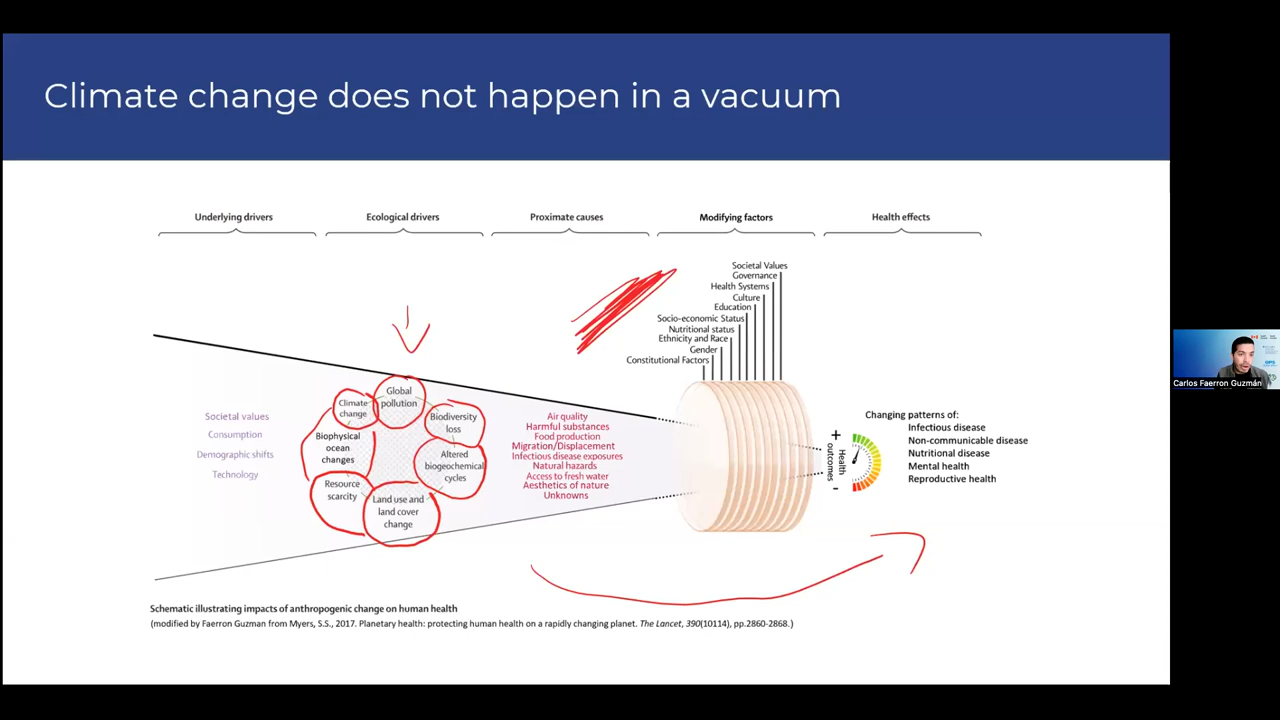 Climate change does not happen in a vacuum
Underlying drivers
Ecological drivers
Proximate causes
Modifying factors
Health effects
Societal Values
Governance
Health Systems
Culture
Education
Socio-economic Status
Nutritional status
Ethnicity and Race
Gender
Constitutional Factors
Societal values
Consumption
Demographic shifts
Technology
Global
pollution
Climate
change
Biodiversity
loss
Biophysical
ocean
changes
Altered
biogeochemical
cycles
Resource
scarcity
Land use and
land cover
change
Air quality
Harmful substances
Food production
Migration/Displacement
Infectious disease exposures
Natural hazards
Access to fresh water
Aesthetics of nature
Unknowns
+
Health
outcomes
-
Changing patterns of:
Infectious disease
Non-communicable disease
Nutritional disease
Mental health
Reproductive health
Schematic illustrating impacts of anthropogenic change on human health
(modified by Faerron Guzman from Myers, S.S., 2017. Planetary health: protecting human health on a rapidly changing planet. The Lancet, 390(10114), pp.2860-2868.)
Carlos Faerron Guzmán